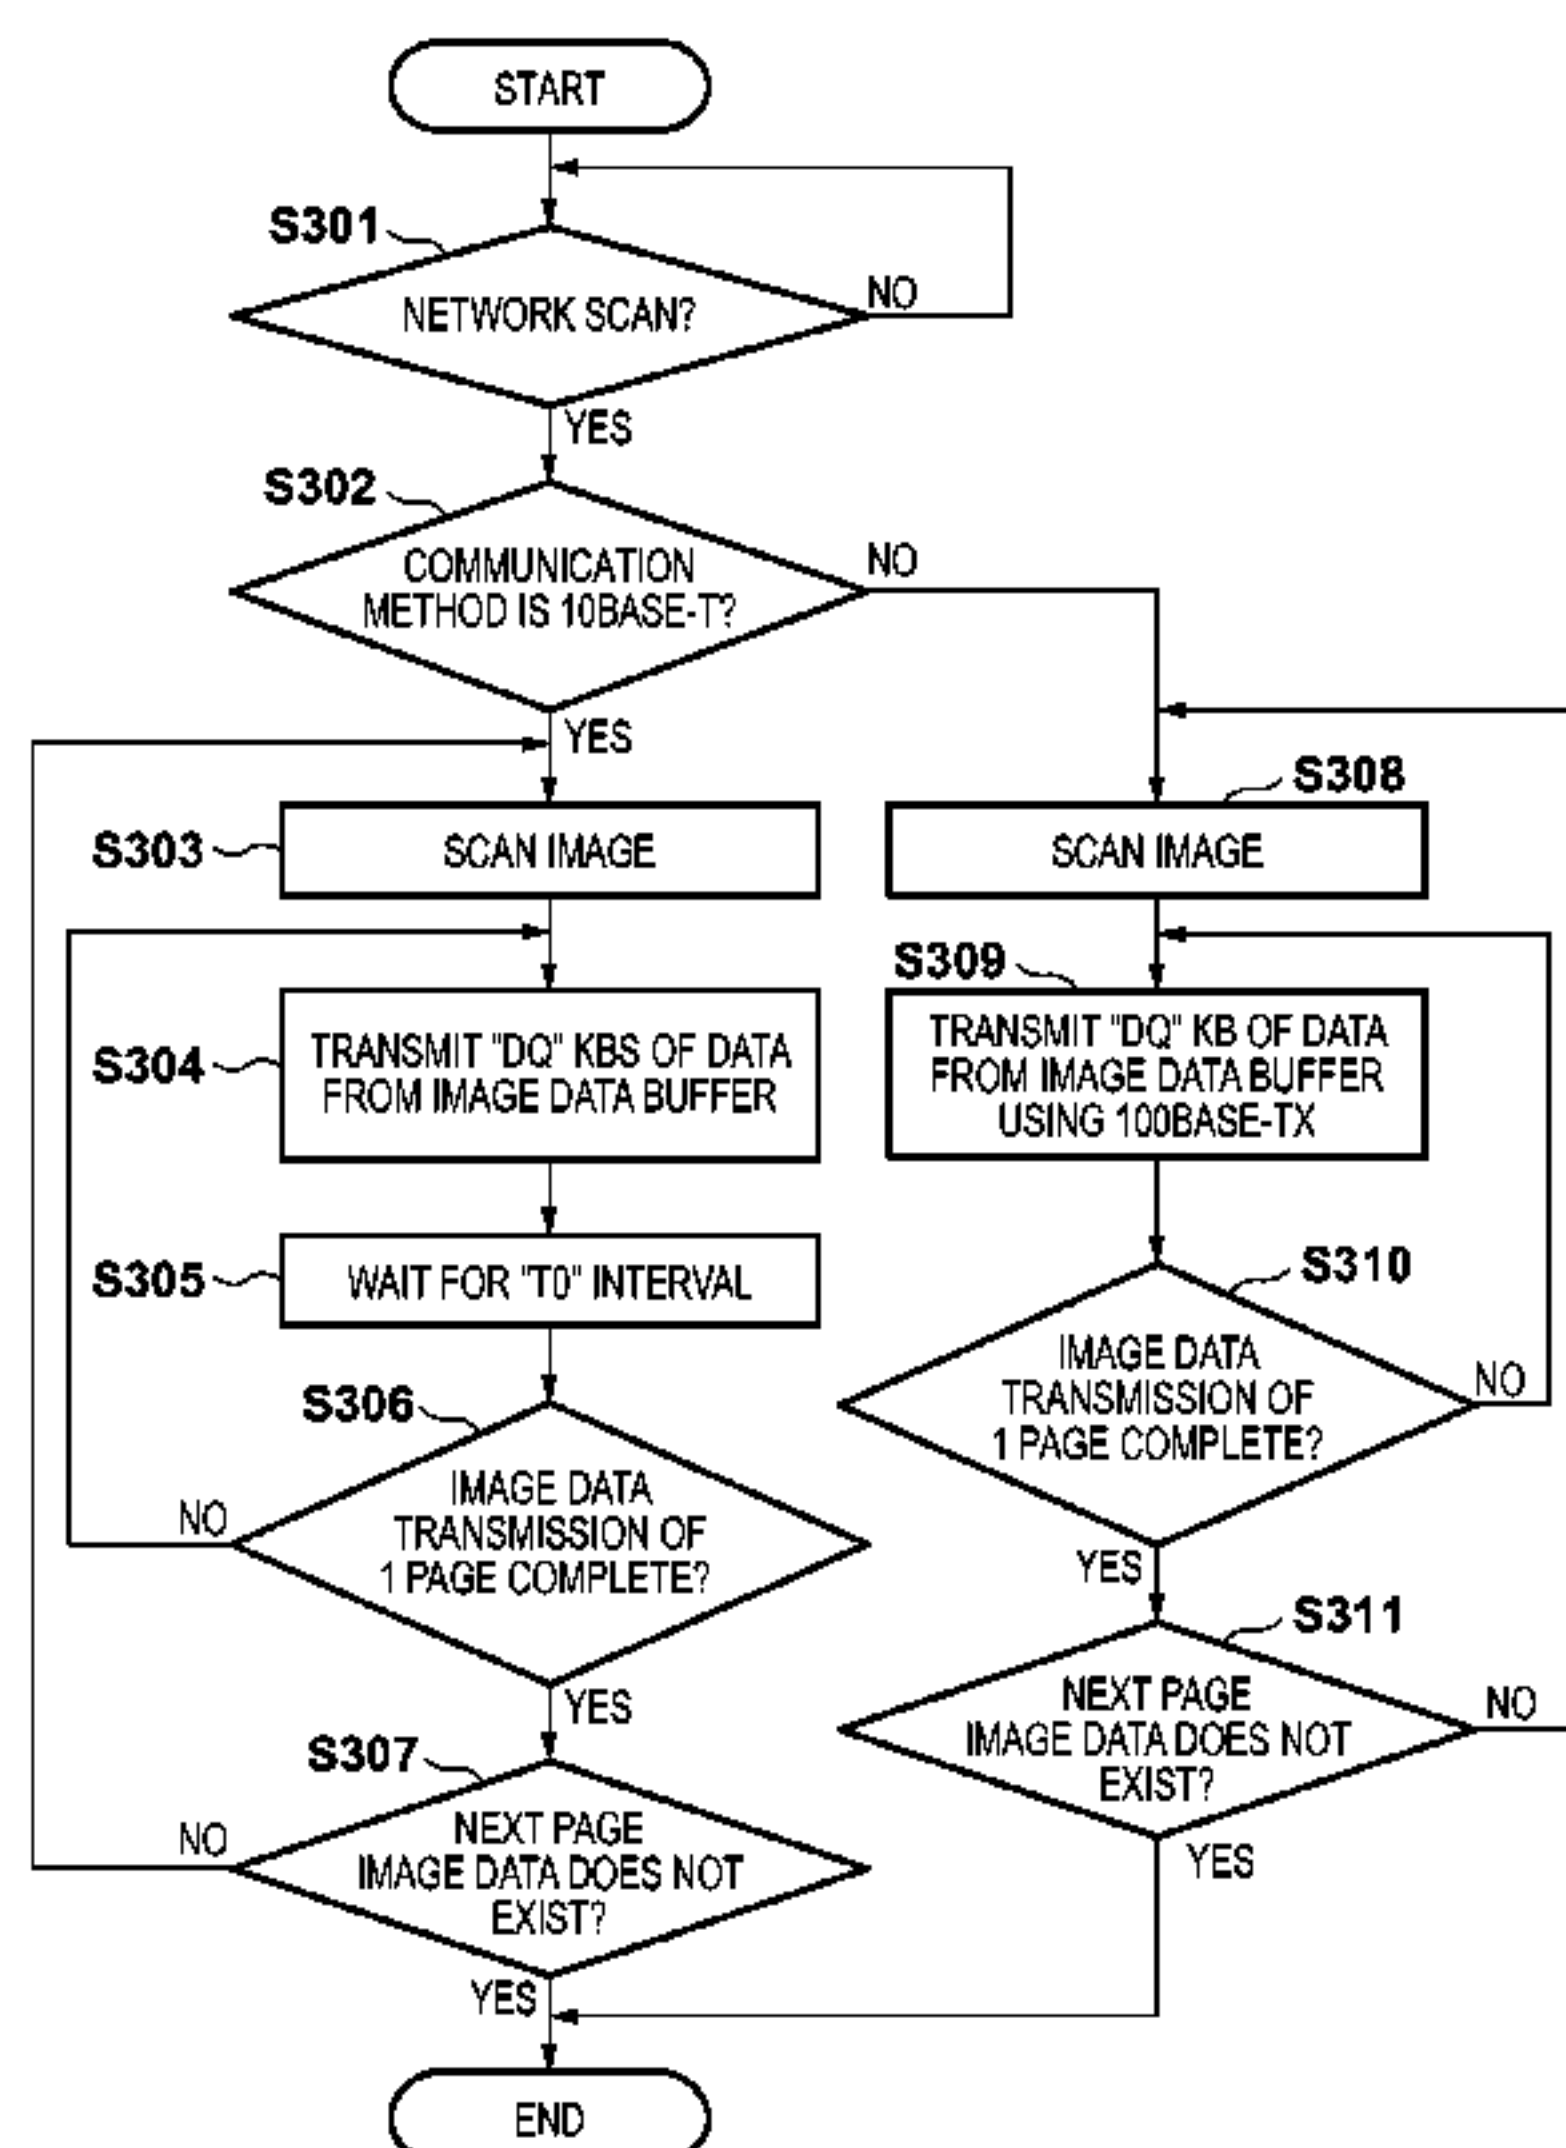 START
S301
NETWORK SCAN?
NO
YES
S302
COMMUNICATION
METHOD IS 10BASE-T?
NO
YES
S303
SCAN IMAGE
S304
TRANSMIT "DQ" KBS OF DATA
FROM IMAGE DATA BUFFER
S305
WAIT FOR "T0" INTERVAL
S306
IMAGE DATA
TRANSMISSION OF
1 PAGE COMPLETE?
NO
YES
S307
NEXT PAGE
IMAGE DATA DOES NOT
EXIST?
NO
YES
S308
SCAN IMAGE
S309
TRANSMIT "DQ" KB OF DATA
FROM IMAGE DATA BUFFER
USING 100BASE-TX
S310
IMAGE DATA
TRANSMISSION OF
1 PAGE COMPLETE?
NO
YES
S311
NEXT PAGE
IMAGE DATA DOES NOT
EXIST?
NO
YES
END